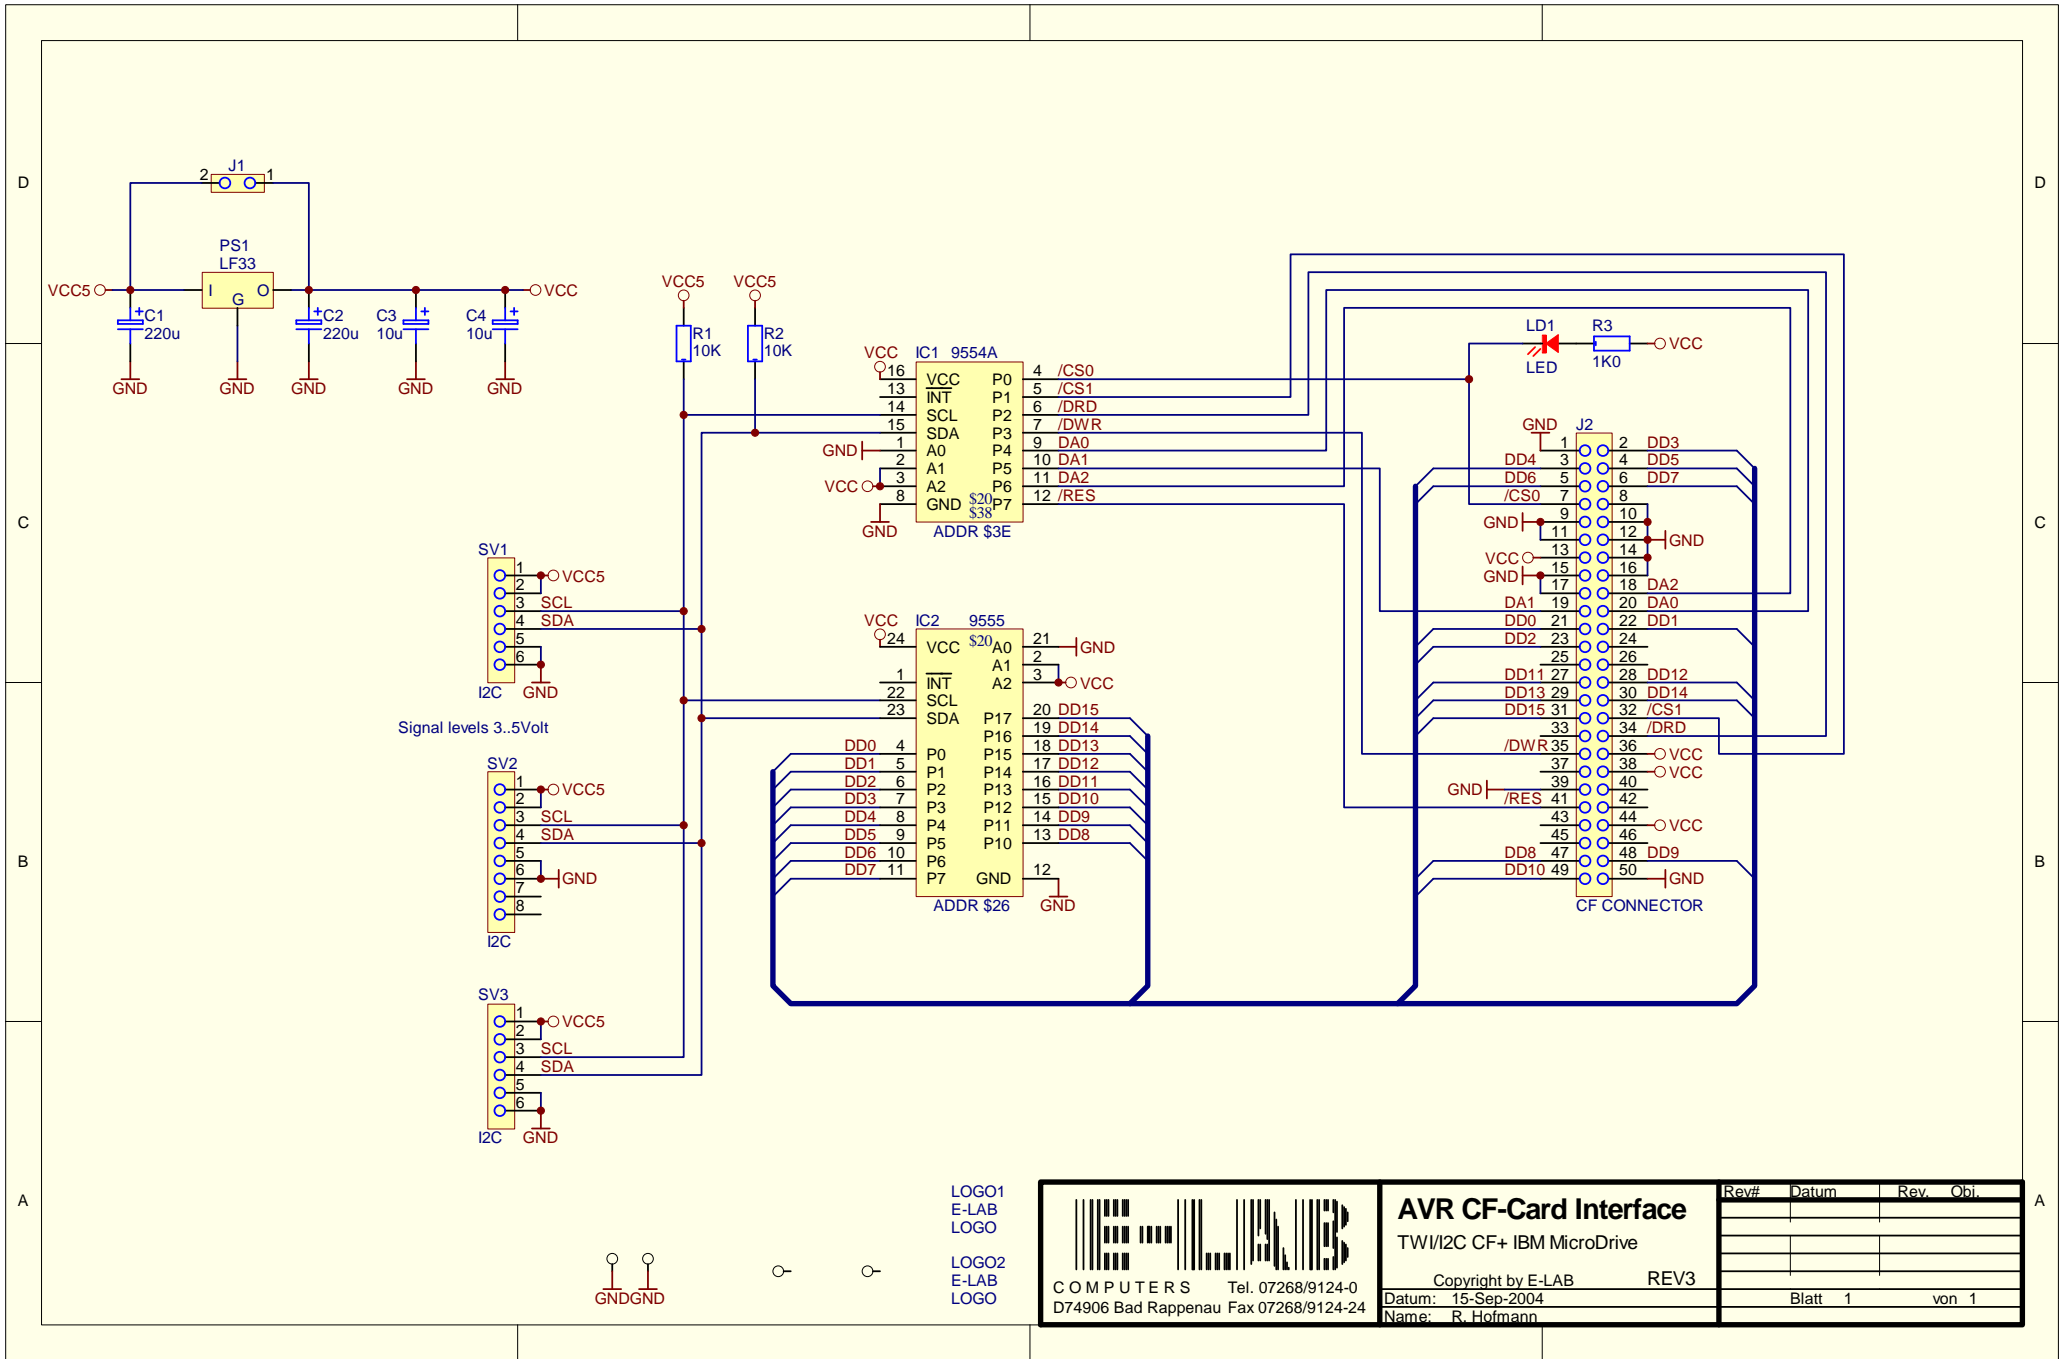 D
D
C
C
B
B
A
A
J1
2 1
PS1
LF33
VCC5 I G O VCC
C1
220u
C2
220u
C3
10u
C4
10u
GND GND GND GND GND
VCC5 VCC5
R1
10K
R2
10K
IC1 9554A
VCC
16 VCC P0 4 /CS0
13 INT P1 5 /CS1
14 SCL P2 6 /DRD
15 SDA P3 7 /DWR
GND 1 A0 P4 9 DA0
2 A1 P5 10 DA1
VCC 3 A2 P6 11 DA2
8 GND $20 P7 12 /RES
$38
GND
ADDR $3E
LD1
LED
R3
1K0
VCC
SV1
1 VCC5
2
3 SCL
4 SDA
5
6
I2C GND
Signal levels 3..5Volt
SV2
1 VCC5
2
3 SCL
4 SDA
5
6 GND
7
8
I2C
SV3
1 VCC5
2
3 SCL
4 SDA
5
6
I2C GND
IC2 9555
VCC
24 VCC $20 A0 21 GND
A1 2
1 INT A2 3 VCC
22 SCL
23 SDA P17 20 DD15
P16 19 DD14
DD0 4 P0 P15 18 DD13
DD1 5 P1 P14 17 DD12
DD2 6 P2 P13 16 DD11
DD3 7 P3 P12 15 DD10
DD4 8 P4 P11 14 DD9
DD5 9 P5 P10 13 DD8
DD6 10 P6
DD7 11 P7 GND 12
ADDR $26 GND
J2
GND 1 2 DD3
DD4 3 4 DD5
DD6 5 6 DD7
/CS0 7 8
GND 9 10
11 12 GND
VCC 13 14
GND 15 16
17 18 DA2
DA1 19 20 DA0
DD0 21 22 DD1
DD2 23 24
25 26
DD11 27 28 DD12
DD13 29 30 DD14
DD15 31 32 /CS1
33 34 /DRD
/DWR 35 36 VCC
37 38 VCC
GND 39 40
/RES 41 42
43 44 VCC
45 46
DD8 47 48 DD9
DD10 49 50 GND
CF CONNECTOR
GND GND
LOGO1
E-LAB
LOGO
LOGO2
E-LAB
LOGO
E-LAB
COMPUTERS Tel. 07268/9124-0
D74906 Bad Rappenau Fax 07268/9124-24
AVR CF-Card Interface
TWI/I2C CF+ IBM MicroDrive
Copyright by E-LAB REV3
Datum: 15-Sep-2004
Name: R. Hofmann
Rev# Datum Rev. Obj.
Blatt 1 von 1